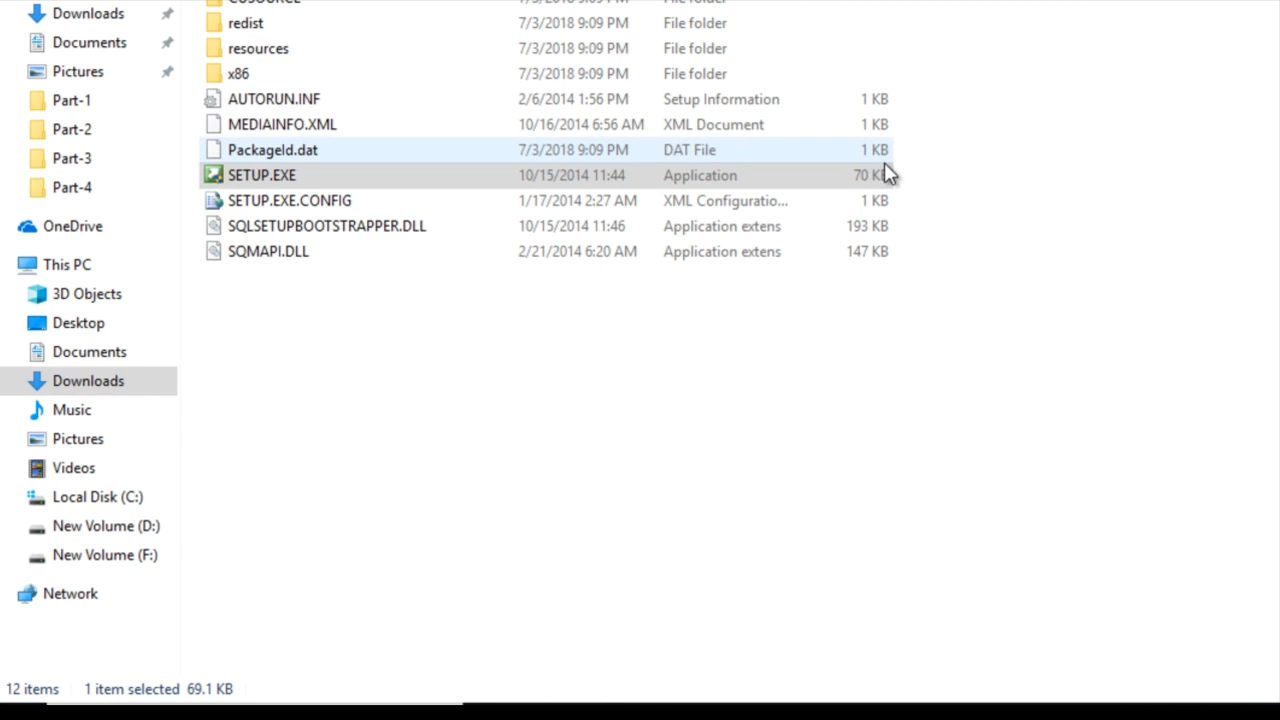 Downloads
Documents
Pictures
Part-1
Part-2
Part-3
Part-4
OneDrive
This PC
3D Objects
Desktop
Documents
Downloads
Music
Pictures
Videos
Local Disk (C:)
New Volume (D:)
New Volume (F:)
Network
redist 7/3/2018 9:09 PM File folder
resources 7/3/2018 9:09 PM File folder
x86 7/3/2018 9:09 PM File folder
AUTORUN.INF 2/6/2014 1:56 PM Setup Information 1 KB
MEDIAINFO.XML 10/16/2014 6:56 AM XML Document 1 KB
PackageId.dat 7/3/2018 9:09 PM DAT File 1 KB
SETUP.EXE 10/15/2014 11:44 Application 70
SETUP.EXE.CONFIG 1/17/2014 2:27 AM XML Configuratio... 1 KB
SQLSETUPBOOTSTRAPPER.DLL 10/15/2014 11:46 Application extens 193 KB
SQMAPI.DLL 2/21/2014 6:20 AM Application extens 147 KB
12 items 1 item selected 69.1 KB